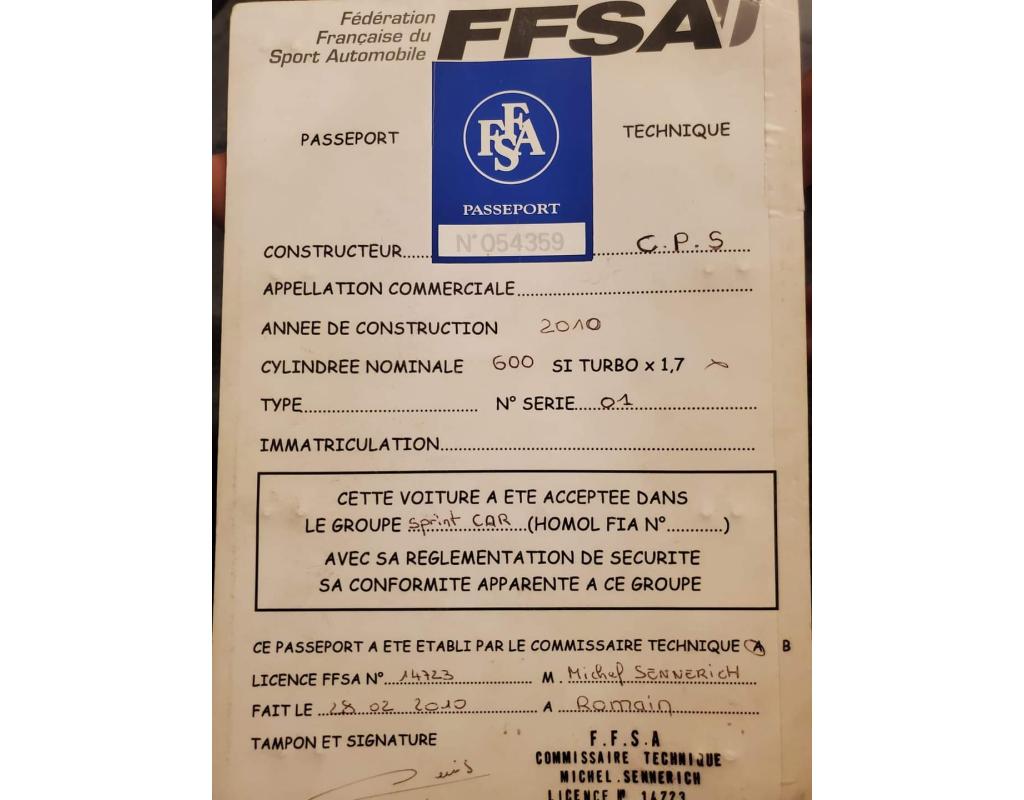 Fédération
Française du
Sport Automobile
FFSA
PASSEPORT
FFSA
TECHNIQUE
PASSEPORT
N° 054359
CONSTRUCTEUR...... C.P.S
APPELLATION COMMERCIALE
ANNEE DE CONSTRUCTION 2010
CYLINDREE NOMINALE 600 SI TURBO x 1,7
TYPE N° SERIE 01
IMMATRICULATION
CETTE VOITURE A ETE ACCEPTEE DANS
LE GROUPE sprint CAR (HOMOL FIA N°...........)
AVEC SA REGLEMENTATION DE SECURITE
SA CONFORMITE APPARENTE A CE GROUPE
CE PASSEPORT A ETE ETABLI PAR LE COMMISSAIRE TECHNIQUE A B
LICENCE FFSA N° 14723 M. Michel SENNERICH
FAIT LE 28 02 2010 A Romain
TAMPON ET SIGNATURE
F.F.S.A
COMMISSAIRE TECHNIQUE
MICHEL SENNERICH
LICENCE N° 14723